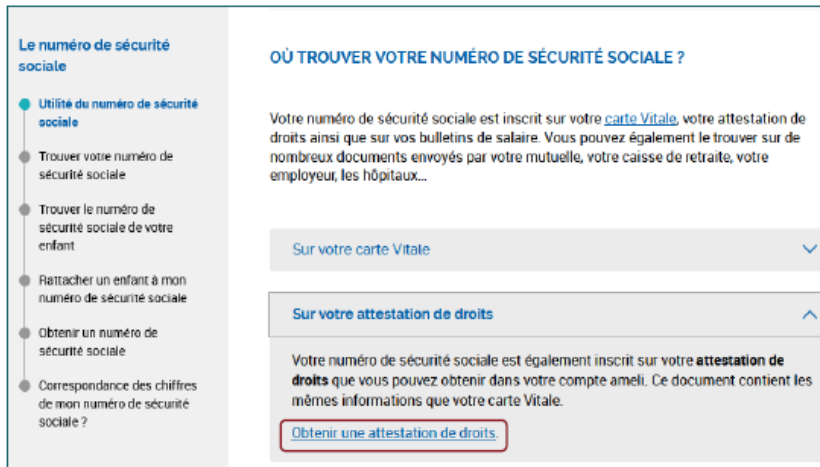 Le numéro de sécurité
sociale
Utilité du numéro de sécurité
sociale
Trouver votre numéro de
sécurité sociale
Trouver le numéro de
sécurité sociale de votre
enfant
Rattacher un enfant à mon
numéro de sécurité sociale
Obtenir un numéro de
sécurité sociale
Correspondance des chiffres
de mon numéro de sécurité
sociale ?
OÙ TROUVER VOTRE NUMÉRO DE SÉCURITÉ SOCIALE ?
Votre numéro de sécurité sociale est inscrit sur votre carte Vitale, votre attestation de
droits ainsi que sur vos bulletins de salaire. Vous pouvez également le trouver sur de
nombreux documents envoyés par votre mutuelle, votre caisse de retraite, votre
employeur, les hôpitaux...
Sur votre carte Vitale
Sur votre attestation de droits
Votre numéro de sécurité sociale est également inscrit sur votre attestation de
droits que vous pouvez obtenir dans votre compte ameli. Ce document contient les
mêmes informations que votre carte Vitale.
Obtenir une attestation de droits.